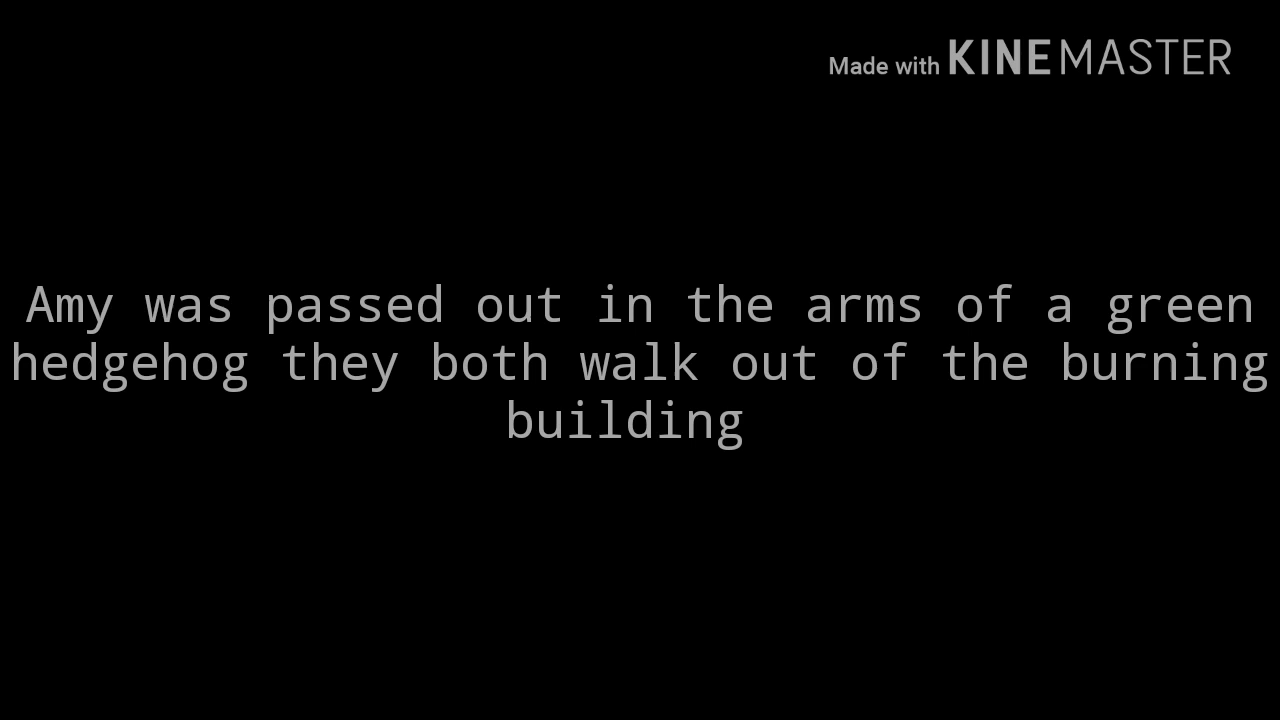 Made with KINEMASTER
Amy was passed out in the arms of a green
hedgehog they both walk out of the burning
building